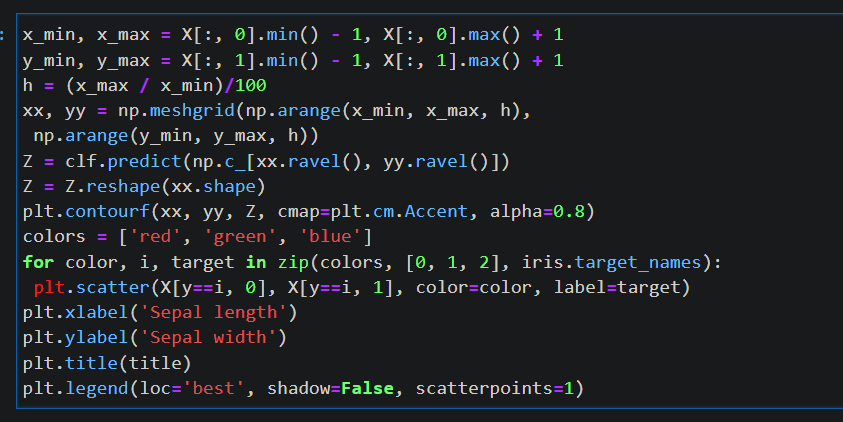 :
x_min, x_max = X[:, 0].min() - 1, X[:, 0].max() + 1
y_min, y_max = X[:, 1].min() - 1, X[:, 1].max() + 1
h = (x_max / x_min)/100
xx, yy = np.meshgrid(np.arange(x_min, x_max, h),
 np.arange(y_min, y_max, h))
Z = clf.predict(np.c_[xx.ravel(), yy.ravel()])
Z = Z.reshape(xx.shape)
plt.contourf(xx, yy, Z, cmap=plt.cm.Accent, alpha=0.8)
colors = ['red', 'green', 'blue']
for color, i, target in zip(colors, [0, 1, 2], iris.target_names):
 plt.scatter(X[y==i, 0], X[y==i, 1], color=color, label=target)
plt.xlabel('Sepal length')
plt.ylabel('Sepal width')
plt.title(title)
plt.legend(loc='best', shadow=False, scatterpoints=1)